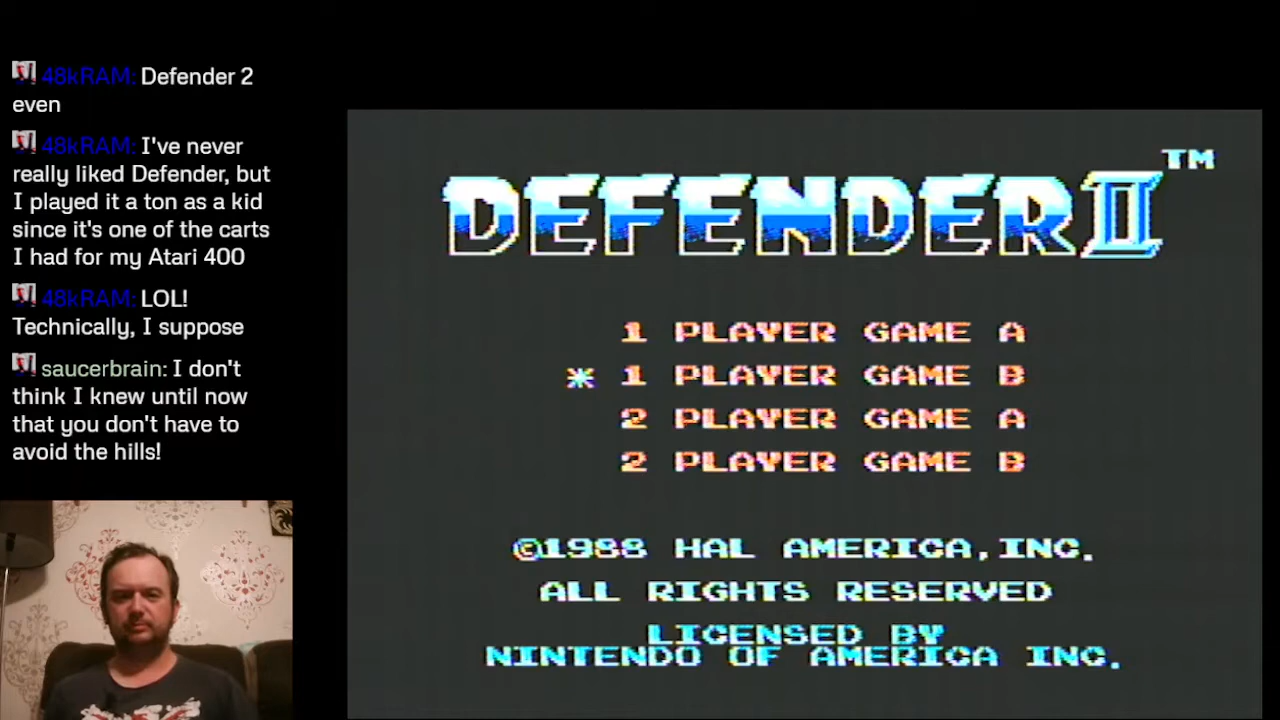 48kRAM: Defender 2
even
48kRAM: I've never
really liked Defender, but
I played it a ton as a kid
since it's one of the carts
I had for my Atari 400
48kRAM: LOL!
Technically, I suppose
saucerbrain: I don't
think I knew until now
that you don't have to
avoid the hills!
DEFENDER II TM
1 PLAYER GAME A
* 1 PLAYER GAME B
2 PLAYER GAME A
2 PLAYER GAME B
©1988 HAL AMERICA,INC.
ALL RIGHTS RESERVED
LICENSED BY
NINTENDO OF AMERICA INC.